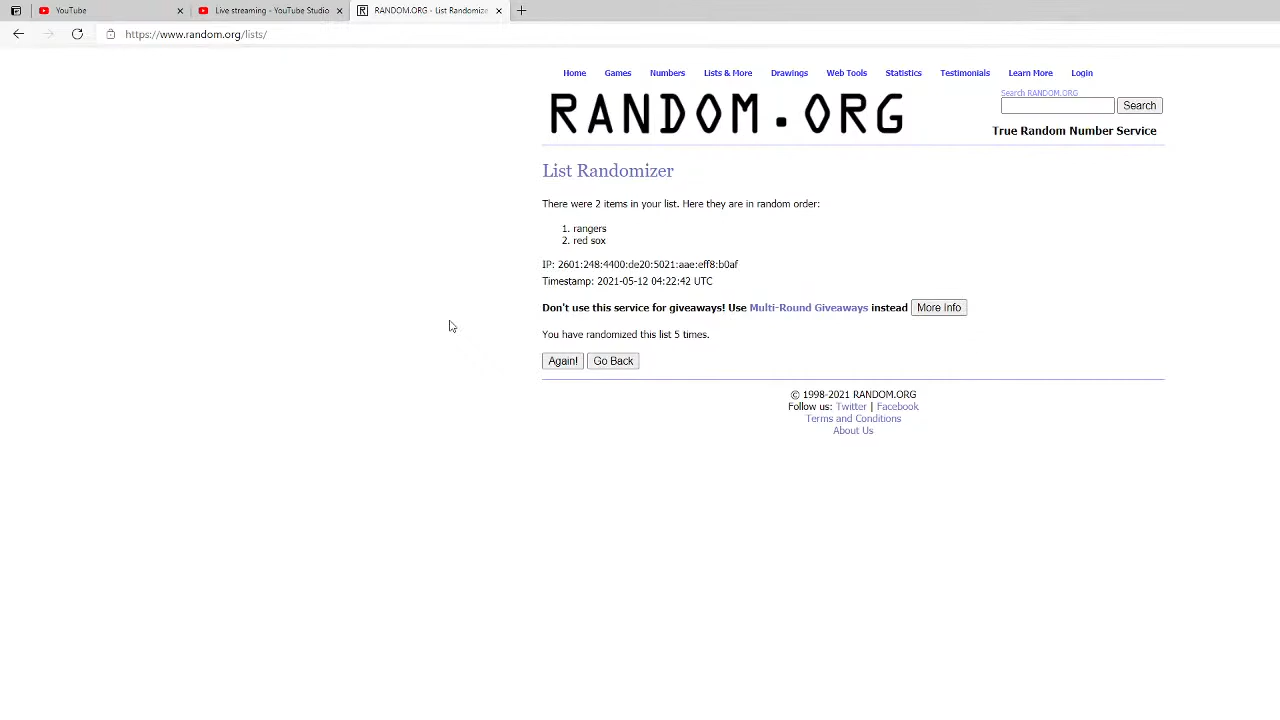 YouTube
Live streaming - YouTube Studio
RANDOM.ORG - List Randomize
https://www.random.org/lists/
Home Games Numbers Lists & More Drawings Web Tools Statistics Testimonials Learn More Login
RANDOM.ORG
Search RANDOM.ORG
Search
True Random Number Service
List Randomizer
There were 2 items in your list. Here they are in random order:
1. rangers
2. red sox
IP: 2601:248:4400:de20:5021:aae:eff8:b0af
Timestamp: 2021-05-12 04:22:42 UTC
Don't use this service for giveaways! Use Multi-Round Giveaways instead More Info
You have randomized this list 5 times.
Again! Go Back
© 1998-2021 RANDOM.ORG
Follow us: Twitter | Facebook
Terms and Conditions
About Us